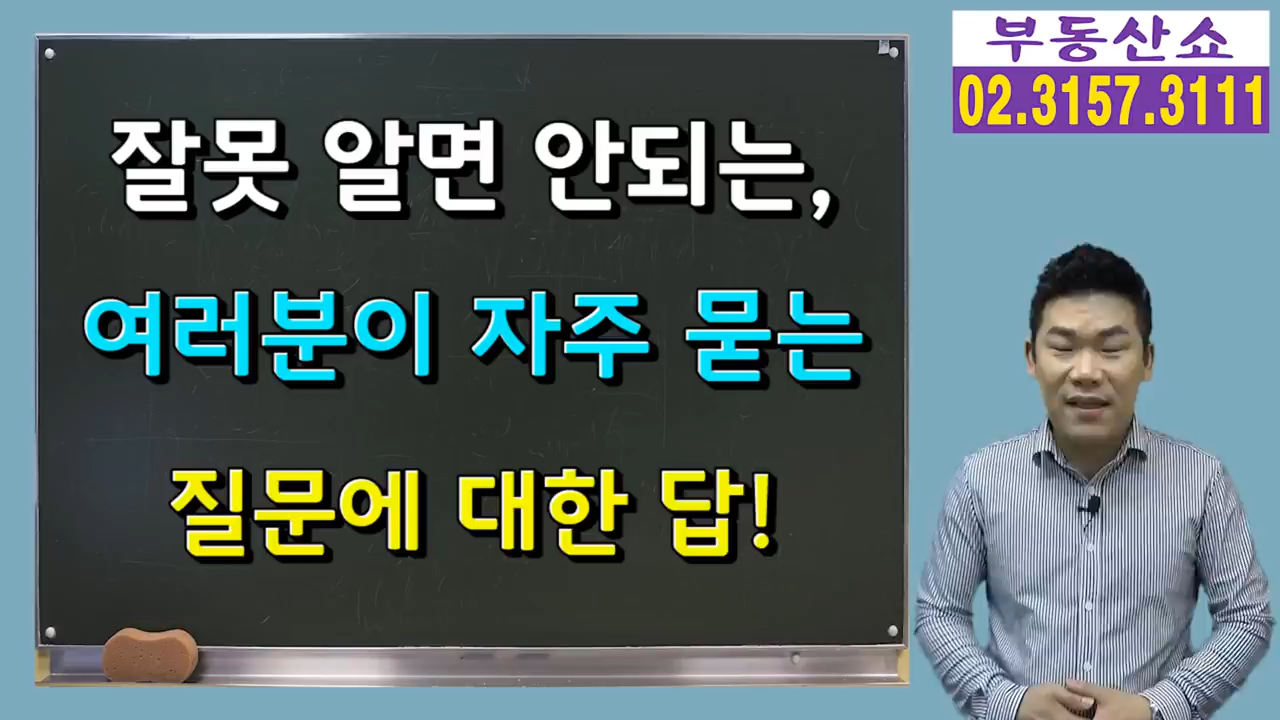 부동산쇼
02.3157.3111
잘못 알면 안되는,
여러분이 자주 묻는
질문에 대한 답!